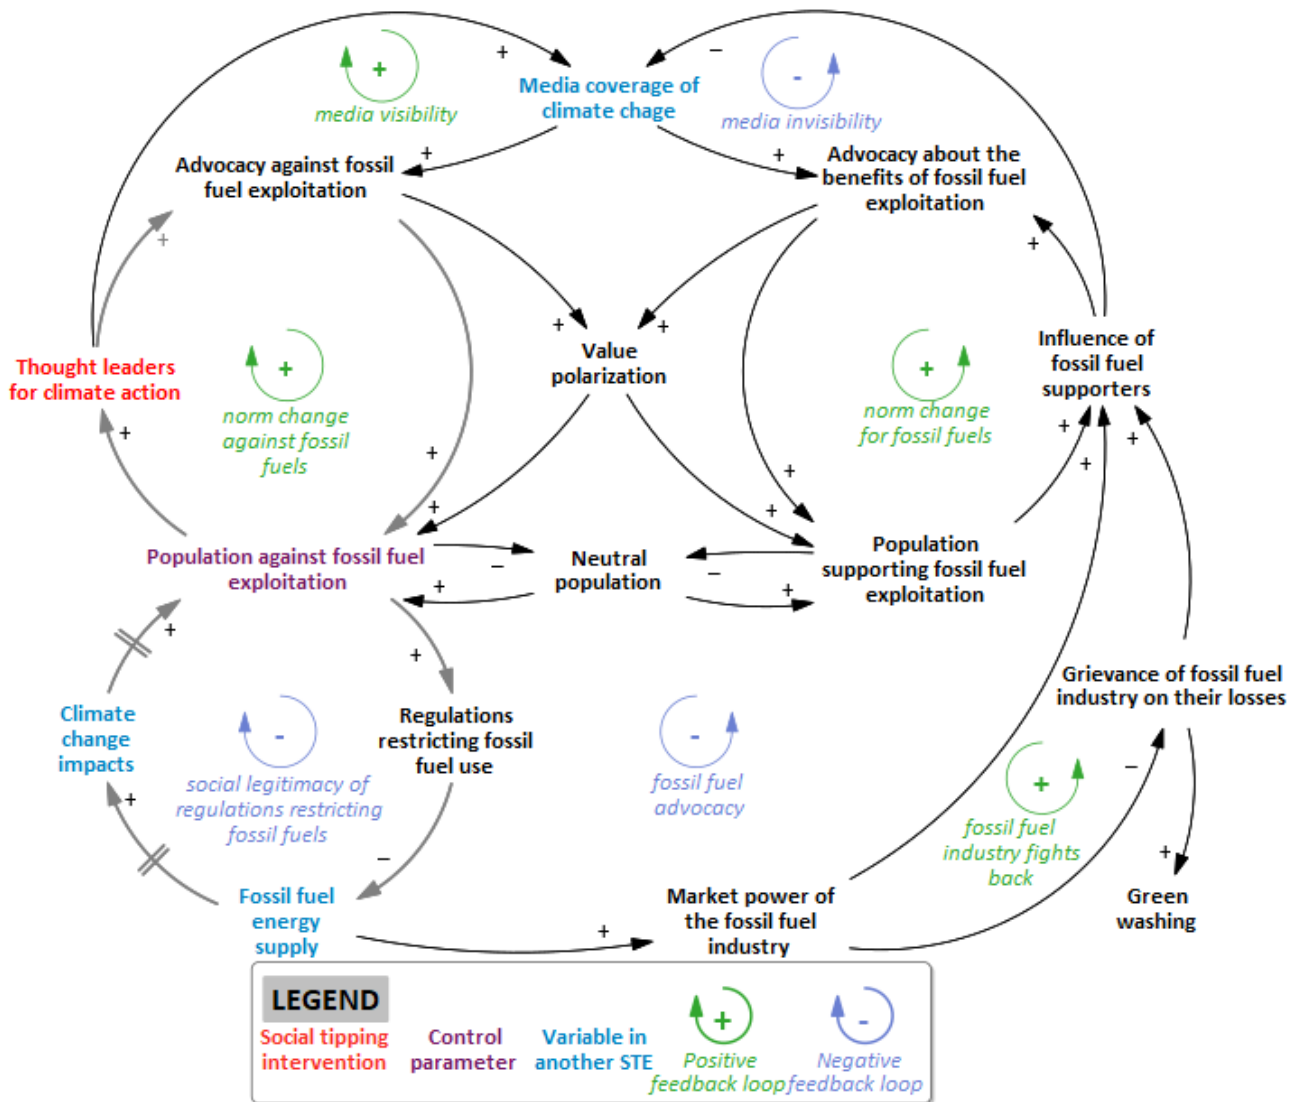 +
+
–
-
Media coverage of
climate chage
media visibility
media invisibility
+
+
Advocacy against fossil
fuel exploitation
Advocacy about the
benefits of fossil fuel
exploitation
+
+
+
+
Value
polarization
Influence of
fossil fuel
supporters
Thought leaders
for climate action
+
+
norm change
against fossil
fuels
norm change
for fossil fuels
+
+
+
+
+
+
+
+
Population against fossil fuel
exploitation
Neutral
population
Population
supporting fossil fuel
exploitation
–
–
+
+
+
+
Grievance of fossil fuel
industry on their losses
Climate
change
impacts
-
Regulations
restricting fossil
fuel use
-
social legitimacy of
regulations restricting
fossil fuels
fossil fuel
advocacy
–
+
+
fossil fuel
industry fights
back
–
+
Fossil fuel
energy
supply
Market power of
the fossil fuel
industry
Green
washing
+
LEGEND
+
-
Social tipping
intervention
Control
parameter
Variable in
another STE
Positive
feedback loop
Negative
feedback loop